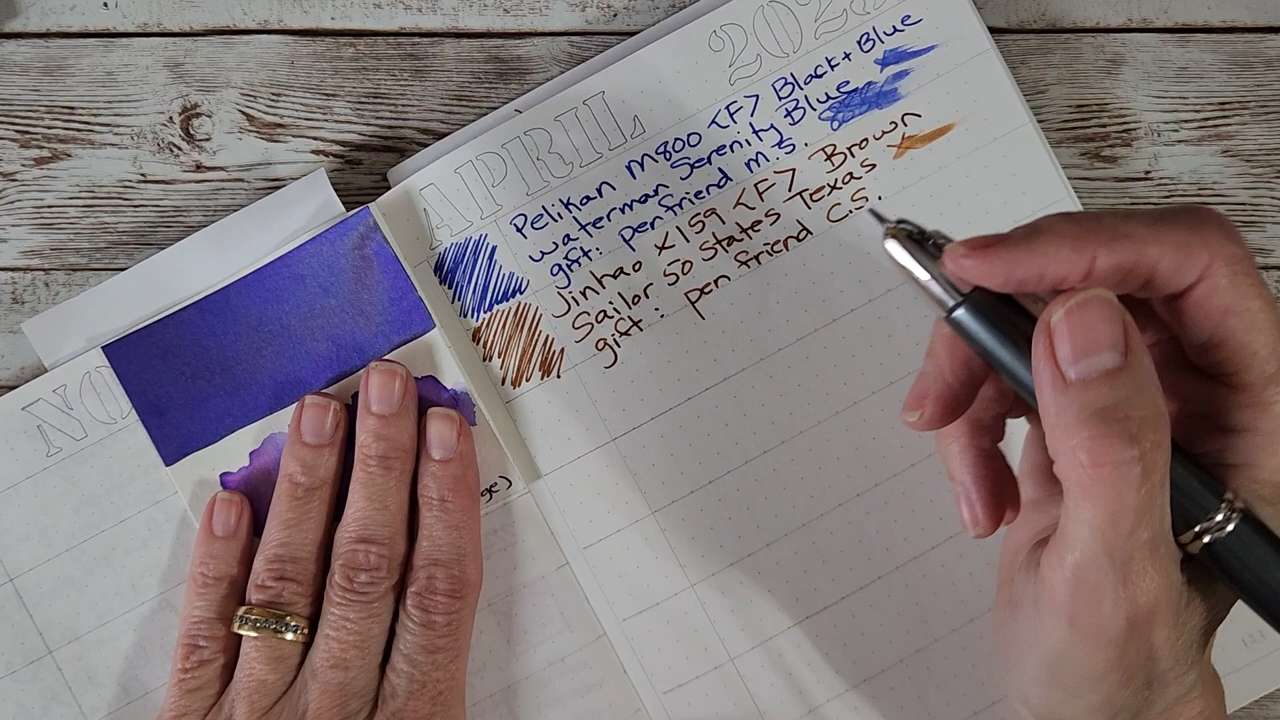 APRIL 2023
Pelikan M800 <F> Black+Blue
Waterman Serenity Blue
gift: penfriend M.S.
Jinhao x159 <F> Brown
Sailor 50 States Texas
gift: pen friend C.S.
NO
ge)